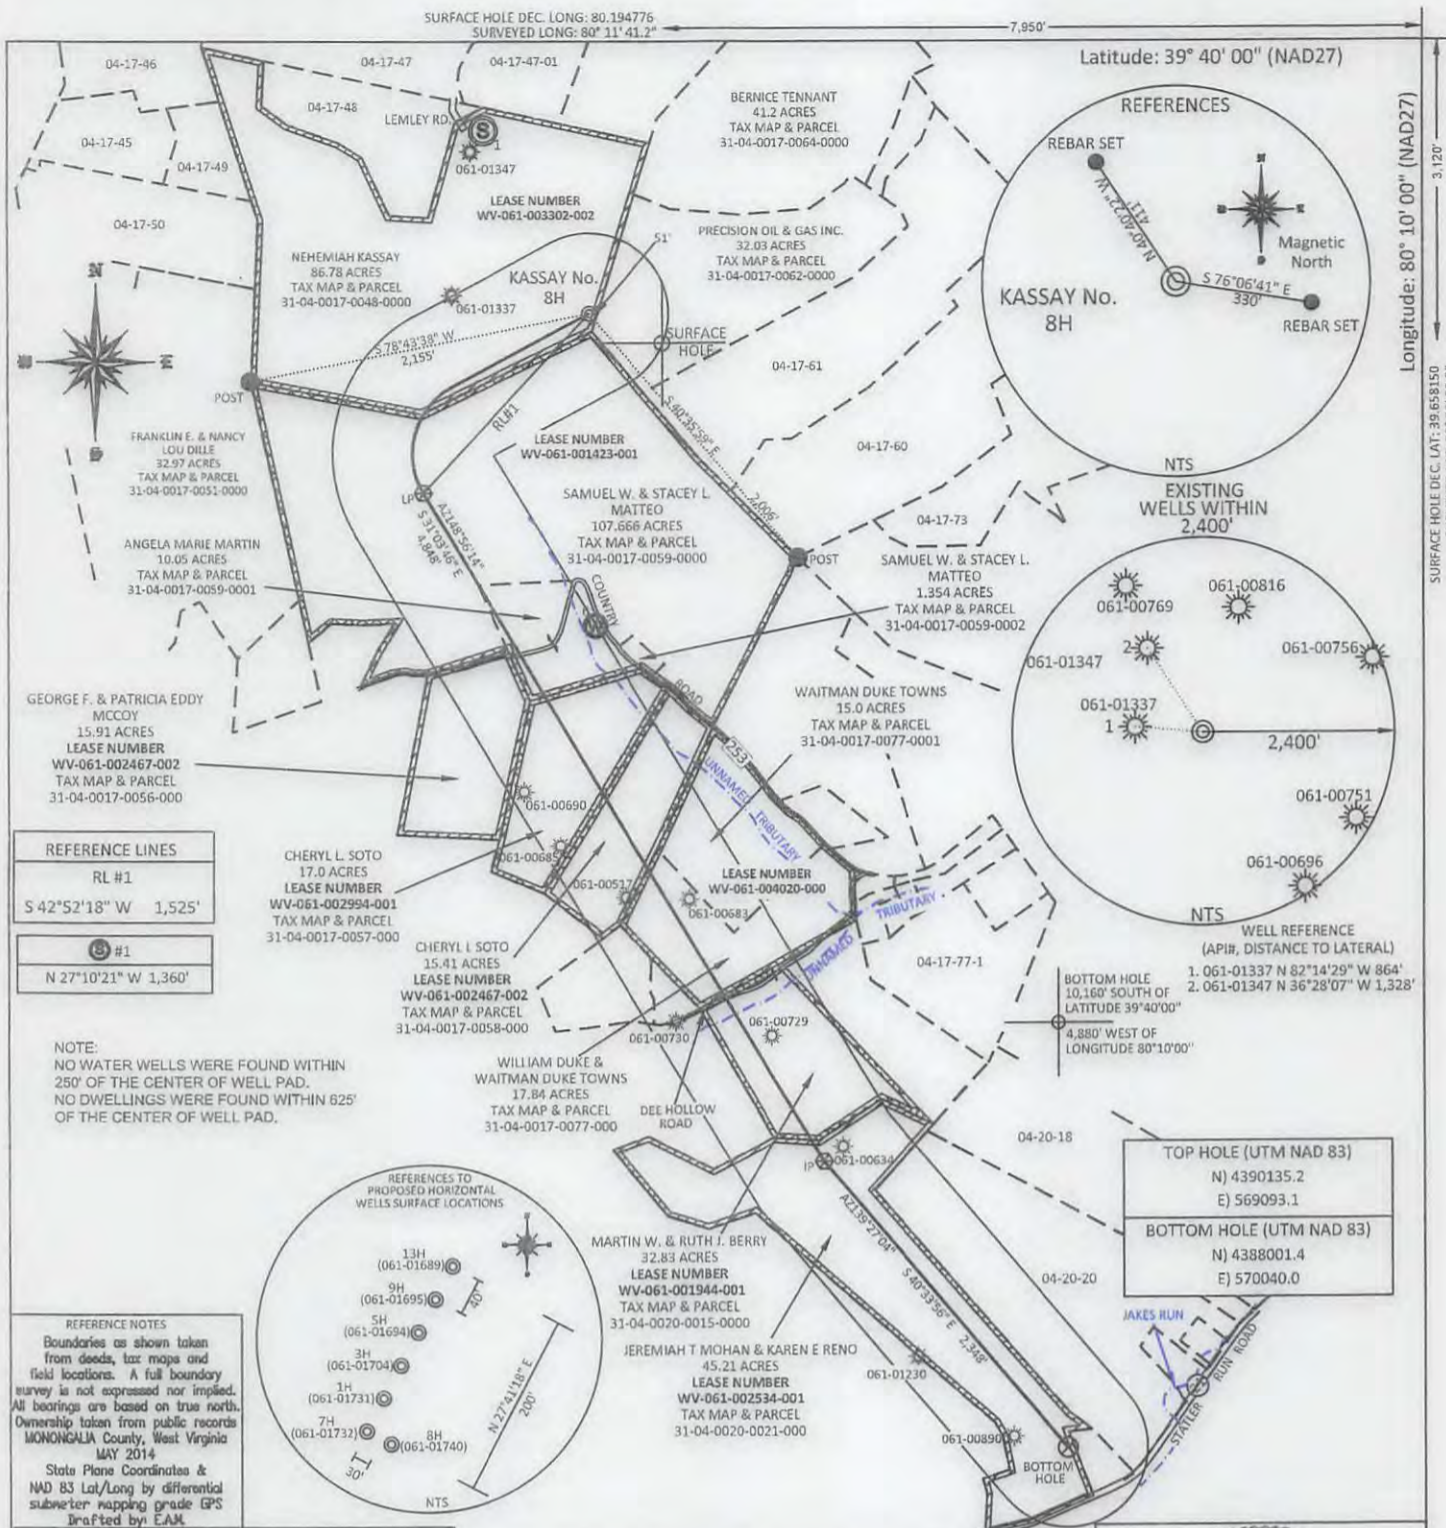 SURFACE HOLE DEC. LONG: 80.194776
SURVEYED LONG: 80° 11' 41.2"
7,950'
Latitude: 39° 40' 00" (NAD27)
Longitude: 80° 10' 00" (NAD27)
3,120'
SURFACE HOLE DEC. LAT: 39.658150
04-17-46
04-17-47
04-17-47-01
04-17-48
04-17-45
04-17-49
04-17-50
LEMLEY RD.
S
1
061-01347
LEASE NUMBER
WV-061-003302-002
BERNICE TENNANT
41.2 ACRES
TAX MAP & PARCEL
31-04-0017-0064-0000
PRECISION OIL & GAS INC.
32.03 ACRES
TAX MAP & PARCEL
31-04-0017-0062-0000
51'
NEHEMIAH KASSAY
86.78 ACRES
TAX MAP & PARCEL
31-04-0017-0048-0000
KASSAY No.
8H
061-01337
SURFACE
HOLE
S 78°43'38" W
2,155'
POST
N
S
REFERENCES
REBAR SET
N 40°40'22" W
411'
Magnetic
North
S 76°06'41" E
330'
REBAR SET
KASSAY No.
8H
NTS
04-17-61
04-17-60
04-17-73
RL#1
S 40°35'59" E
2,006'
POST
LEASE NUMBER
WV-061-001423-001
FRANKLIN E. & NANCY
LOU DILLE
32.97 ACRES
TAX MAP & PARCEL
31-04-0017-0051-0000
LP
AZ148°56'14"
S 31°03'46" E
4,848'
SAMUEL W. & STACEY L.
MATTEO
107.666 ACRES
TAX MAP & PARCEL
31-04-0017-0059-0000
ANGELA MARIE MARTIN
10.05 ACRES
TAX MAP & PARCEL
31-04-0017-0059-0001
SAMUEL W. & STACEY L.
MATTEO
1.354 ACRES
TAX MAP & PARCEL
31-04-0017-0059-0002
COUNTRY
ROAD
253
EXISTING
WELLS WITHIN
2,400'
061-00769
061-00816
061-00756
061-01347
2
061-01337
1
2,400'
061-00751
061-00696
NTS
WELL REFERENCE
(API#, DISTANCE TO LATERAL)
1. 061-01337 N 82°14'29" W 864'
2. 061-01347 N 36°28'07" W 1,328'
GEORGE F. & PATRICIA EDDY
MCCOY
15.91 ACRES
LEASE NUMBER
WV-061-002467-002
TAX MAP & PARCEL
31-04-0017-0056-000
WAITMAN DUKE TOWNS
15.0 ACRES
TAX MAP & PARCEL
31-04-0017-0077-0001
UNNAMED TRIBUTARY
061-00690
061-00685
061-00517
061-00683
LEASE NUMBER
WV-061-004020-000
UNNAMED TRIBUTARY
REFERENCE LINES
RL #1
S 42°52'18" W 1,525'
S #1
N 27°10'21" W 1,360'
CHERYL L. SOTO
17.0 ACRES
LEASE NUMBER
WV-061-002994-001
TAX MAP & PARCEL
31-04-0017-0057-000
CHERYL L SOTO
15.41 ACRES
LEASE NUMBER
WV-061-002467-002
TAX MAP & PARCEL
31-04-0017-0058-000
04-17-77-1
BOTTOM HOLE
10,160' SOUTH OF
LATITUDE 39°40'00"
4,880' WEST OF
LONGITUDE 80°10'00"
NOTE:
NO WATER WELLS WERE FOUND WITHIN
250' OF THE CENTER OF WELL PAD.
NO DWELLINGS WERE FOUND WITHIN 625'
OF THE CENTER OF WELL PAD.
061-00730
061-00729
WILLIAM DUKE &
WAITMAN DUKE TOWNS
17.84 ACRES
TAX MAP & PARCEL
31-04-0017-0077-000
DEE HOLLOW
ROAD
IP
061-00634
04-20-18
TOP HOLE (UTM NAD 83)
N) 4390135.2
E) 569093.1
BOTTOM HOLE (UTM NAD 83)
N) 4388001.4
E) 570040.0
REFERENCES TO
PROPOSED HORIZONTAL
WELLS SURFACE LOCATIONS
13H
(061-01689)
9H
(061-01695)
5H
(061-01694)
3H
(061-01704)
1H
(061-01731)
7H
(061-01732)
8H
(061-01740)
40'
30'
N 27°41'18" E
200'
NTS
MARTIN W. & RUTH J. BERRY
32.83 ACRES
LEASE NUMBER
WV-061-001944-001
TAX MAP & PARCEL
31-04-0020-0015-0000
AZ139°27'04"
S 40°33'56" E 2,348'
04-20-20
JEREMIAH T MOHAN & KAREN E RENO
45.21 ACRES
LEASE NUMBER
WV-061-002534-001
TAX MAP & PARCEL
31-04-0020-0021-000
061-01230
061-00890
BOTTOM
HOLE
JAKES RUN
STATLER RUN ROAD
REFERENCE NOTES
Boundaries as shown taken
from deeds, tax maps and
field locations. A full boundary
survey is not expressed nor implied.
All bearings are based on true north.
Ownership taken from public records
MONONGALIA County, West Virginia
MAY 2014
State Plane Coordinates &
NAD 83 Lat/Long by differential
submeter mapping grade GPS
Drafted by: E.A.M.